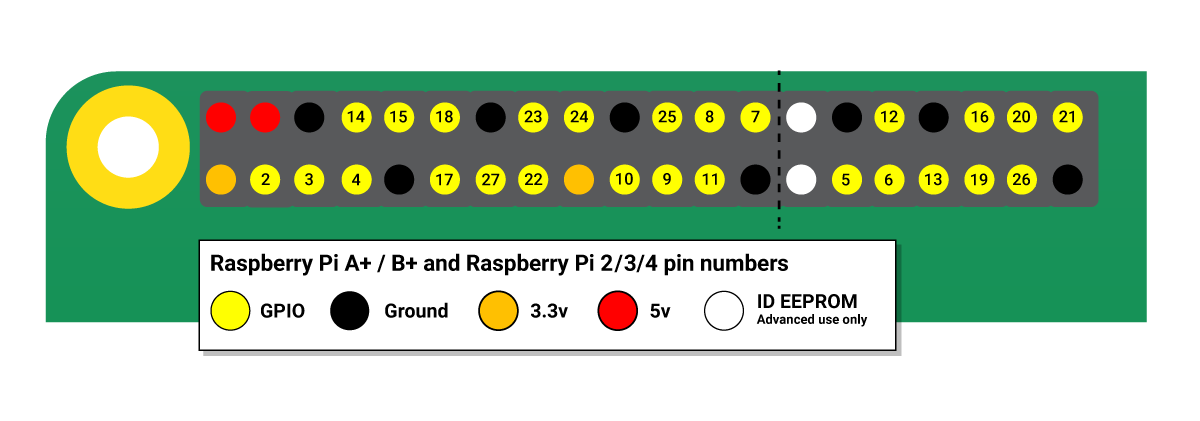 14 15 18 23 24 25 8 7 12 16 20 21
2 3 4 17 27 22 10 9 11 5 6 13 19 26
Raspberry Pi A+ / B+ and Raspberry Pi 2/3/4 pin numbers
GPIO Ground 3.3v 5v ID EEPROM
Advanced use only